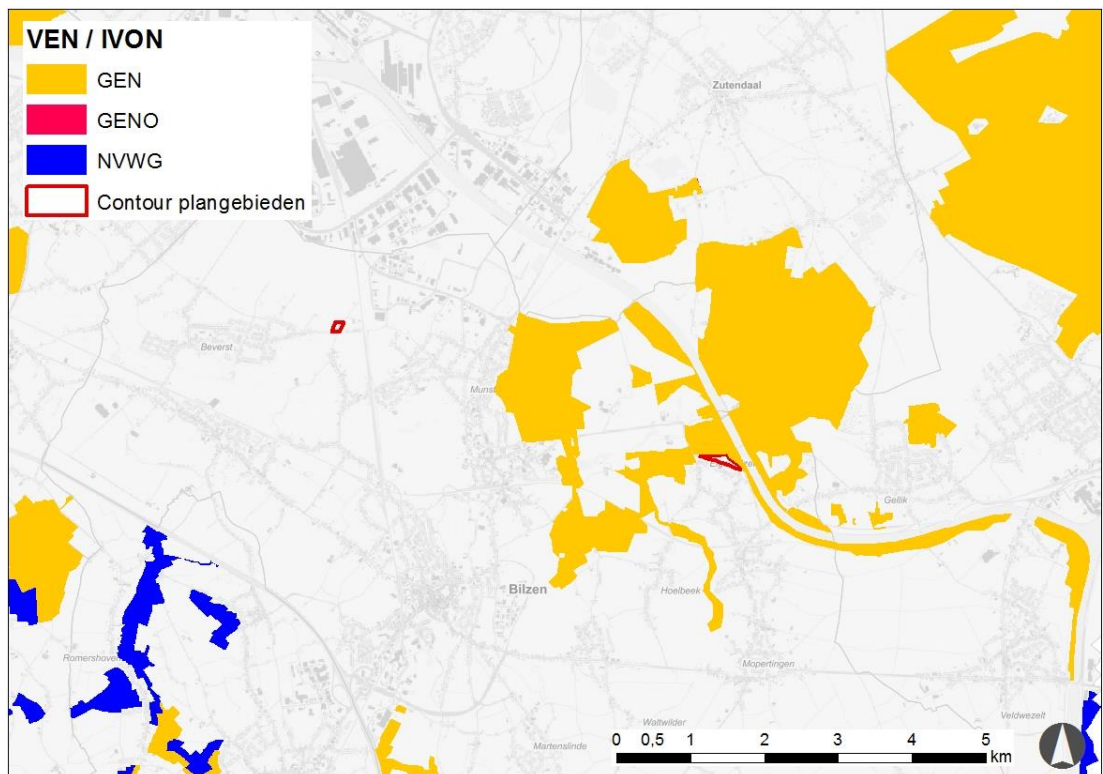 VEN / IVON
GEN
GENO
NVWG
Contour plangebieden
Zutendaal
Beverst
Gellik
Bilzen
Hoelbeek
Romershoven
Mopertingen
Waltwilder
Veldwezelt
Martenslinde
0 0,5 1 2 3 4 5
km